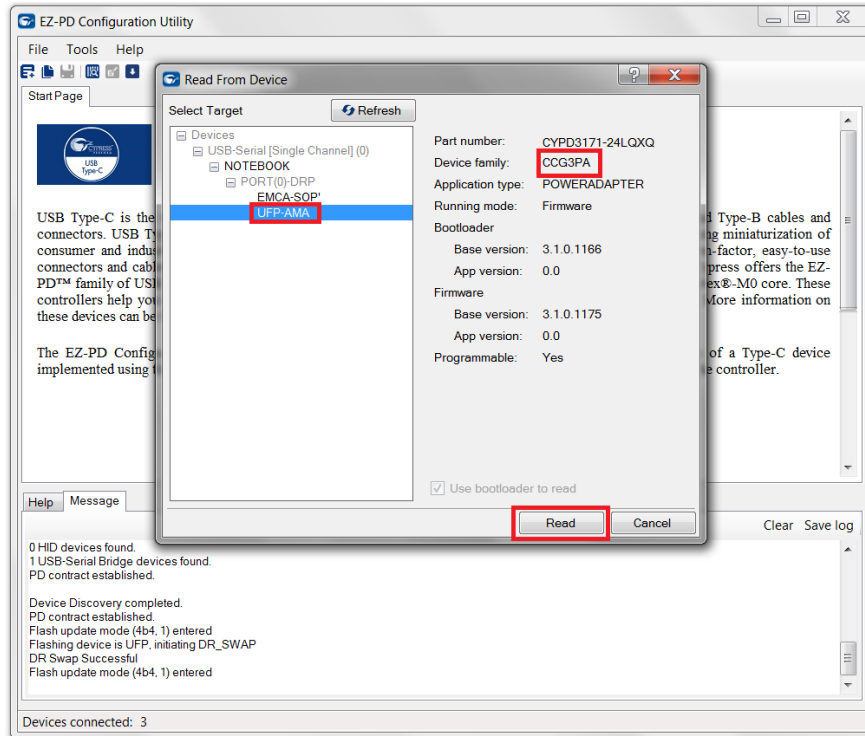 EZ-PD Configuration Utility
File Tools Help
Start Page
CYPRESS
USB
Type-C
USB Type-C is the
connectors. USB
consumer and
connectors and
PD™ family of
controllers help you
these devices can be
The EZ-PD Config
implemented using
d Type-B cables and
ng miniaturization of
-factor, easy-to-use
press offers the EZ-
ex®-M0 core. These
More information on
of a Type-C device
e controller.
Read From Device
Select Target
Refresh
Devices
USB-Serial [Single Channel] (0)
NOTEBOOK
PORT(0)-DRP
EMCA-SOP'
UFP-AMA
Part number: CYPD3171-24LQXQ
Device family: CCG3PA
Application type: POWERADAPTER
Running mode: Firmware
Bootloader
Base version: 3.1.0.1166
App version: 0.0
Firmware
Base version: 3.1.0.1175
App version: 0.0
Programmable: Yes
Use bootloader to read
Read Cancel
Help Message
Clear Save log
0 HID devices found.
1 USB-Serial Bridge devices found.
PD contract established.
Device Discovery completed.
PD contract established.
Flash update mode (4b4, 1) entered
Flashing device is UFP, initiating DR_SWAP
DR Swap Successful
Flash update mode (4b4, 1) entered
Devices connected: 3